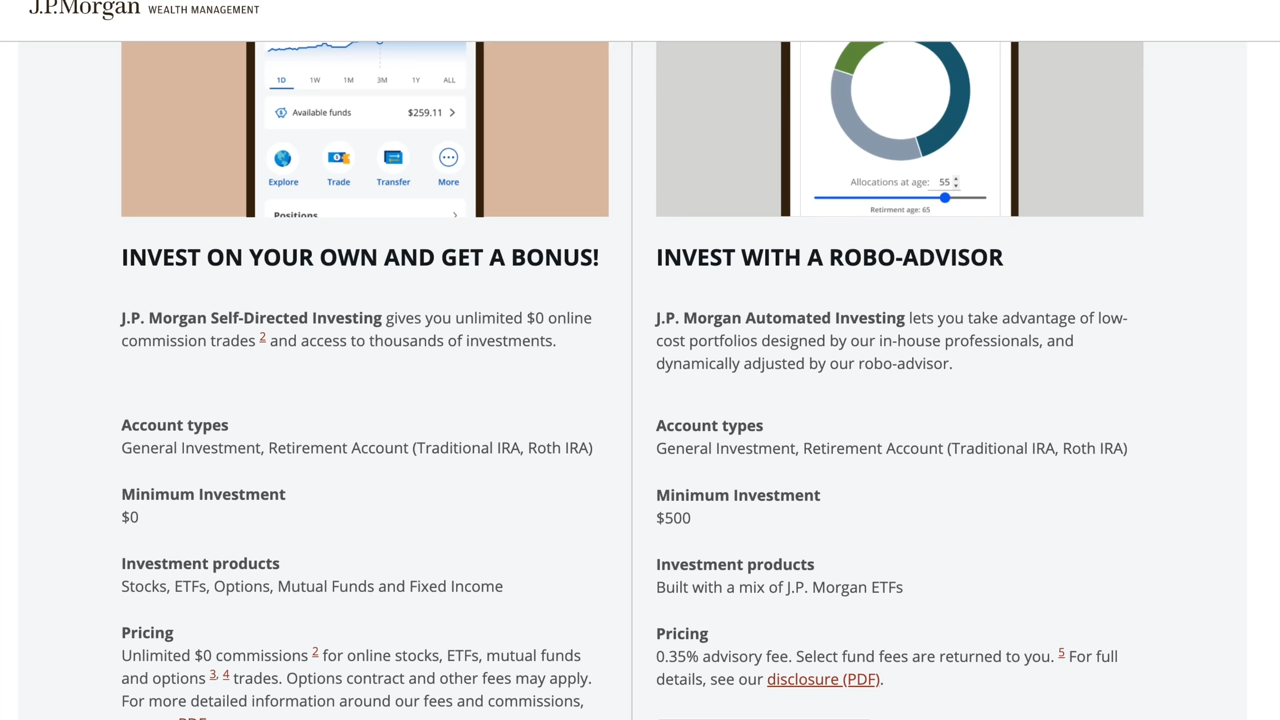 J.P.Morgan WEALTH MANAGEMENT
1D 1W 1M 3M 1Y ALL
Available funds $259.11
Explore Trade Transfer More
Positions
Allocations at age: 55
Retirment age: 65
INVEST ON YOUR OWN AND GET A BONUS!
J.P. Morgan Self-Directed Investing gives you unlimited $0 online
commission trades 2 and access to thousands of investments.
Account types
General Investment, Retirement Account (Traditional IRA, Roth IRA)
Minimum Investment
$0
Investment products
Stocks, ETFs, Options, Mutual Funds and Fixed Income
Pricing
Unlimited $0 commissions 2 for online stocks, ETFs, mutual funds
and options 3, 4 trades. Options contract and other fees may apply.
For more detailed information around our fees and commissions,
PDF
INVEST WITH A ROBO-ADVISOR
J.P. Morgan Automated Investing lets you take advantage of low-
cost portfolios designed by our in-house professionals, and
dynamically adjusted by our robo-advisor.
Account types
General Investment, Retirement Account (Traditional IRA, Roth IRA)
Minimum Investment
$500
Investment products
Built with a mix of J.P. Morgan ETFs
Pricing
0.35% advisory fee. Select fund fees are returned to you. 5 For full
details, see our disclosure (PDF).